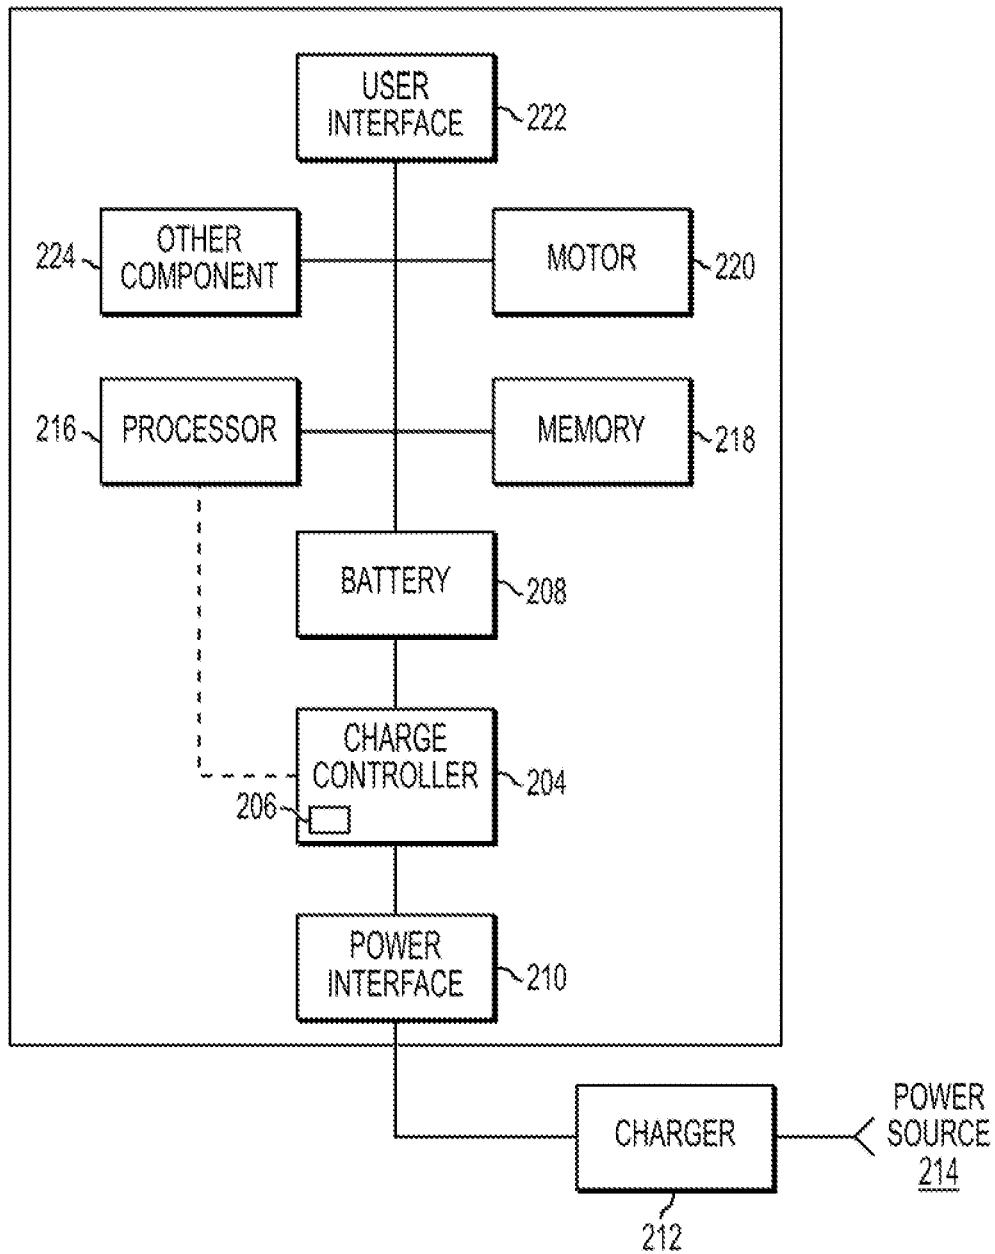 USER
INTERFACE
222
OTHER
COMPONENT
224
MOTOR
220
PROCESSOR
216
MEMORY
218
BATTERY
208
CHARGE
CONTROLLER
204
206
POWER
INTERFACE
210
CHARGER
212
POWER
SOURCE
214